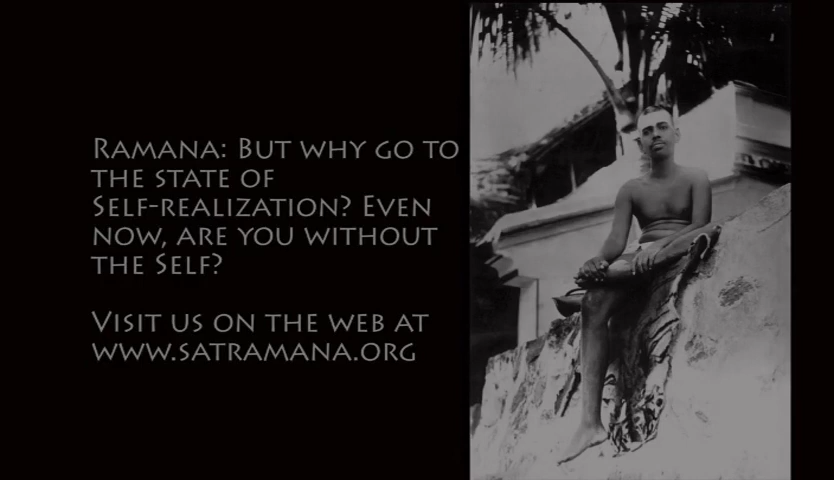 Ramana: But why go to
the state of
Self-realization? Even
now, are you without
the Self?
Visit us on the web at
www.satramana.org